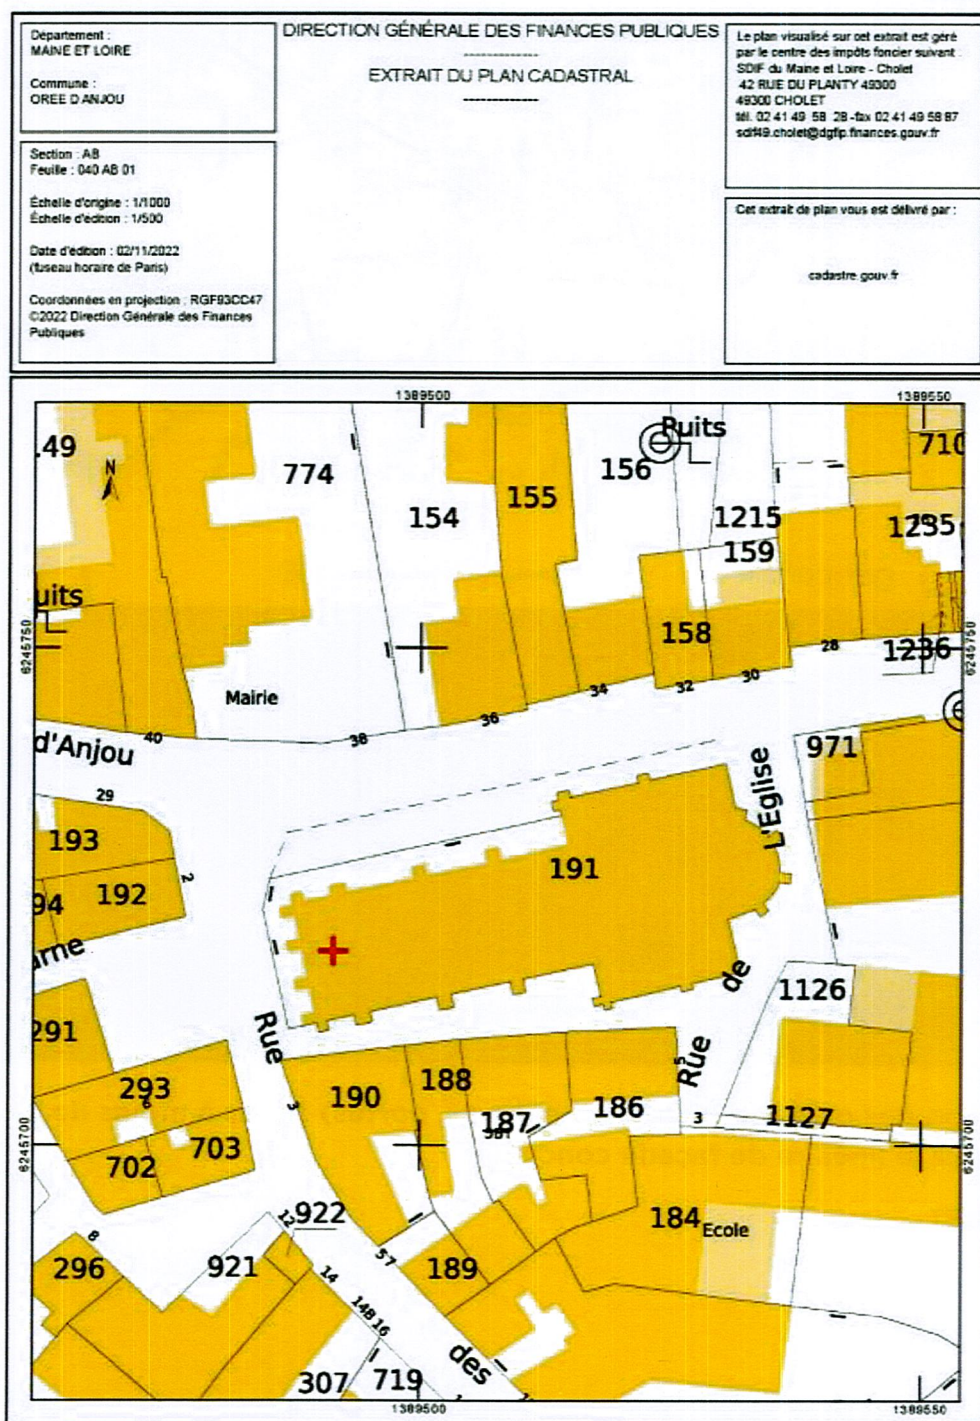 Département :
MAINE ET LOIRE
Commune :
OREE D ANJOU
Section : AB
Feuille : 040 AB 01
Échelle d'origine : 1/1000
Échelle d'édition : 1/500
Date d'édition : 02/11/2022
(fuseau horaire de Paris)
Coordonnées en projection : RGF93CC47
©2022 Direction Générale des Finances
Publiques
DIRECTION GÉNÉRALE DES FINANCES PUBLIQUES
EXTRAIT DU PLAN CADASTRAL
Le plan visualisé sur cet extrait est géré
par le centre des impôts foncier suivant :
SDIF du Maine et Loire - Cholet
42 RUE DU PLANTY 49300
49300 CHOLET
tél. 02 41 49 58 28 -fax 02 41 49 58 87
sdif49.cholet@dgfip.finances.gouv.fr
Cet extrait de plan vous est délivré par :
cadastre.gouv.fr
1389500
1389550
.49
N
774
154
155
156
Puits
1215
159
710
1235
uits
6245750
6245750
158
1236
Mairie
28
30
32
34
36
38
40
d'Anjou
29
193
2
192
94
arne
971
L'Eglise
191
de
1126
291
Rue
293
6
703
702
3
190
188
187
186
5
Rue
3
1127
6245700
6245700
922
12
184
Ecole
8
296
921
57
189
14
14B
16
307
719
des
1389500
1389550